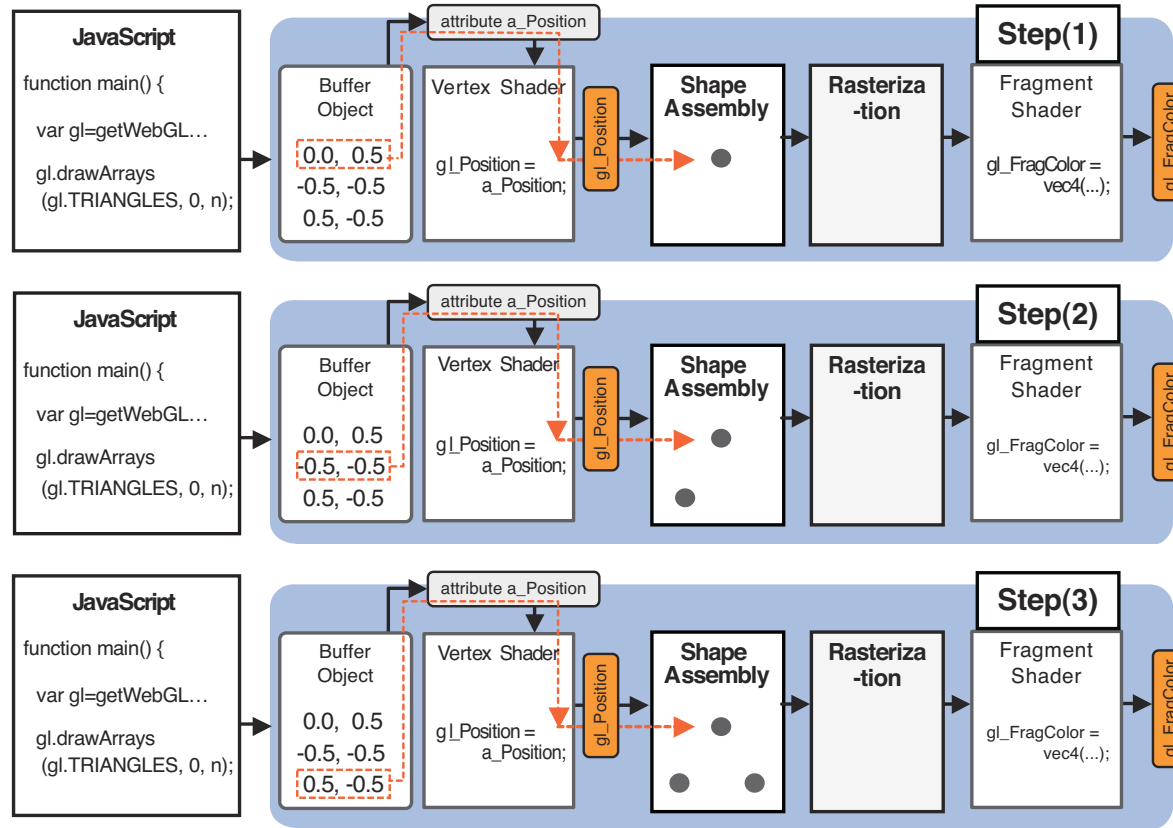 attribute a_Position
Step(1)
JavaScript
function main() {
var gl=getWebGL…
gl.drawArrays
(gl.TRIANGLES, 0, n);
Buffer
Object
0.0, 0.5
-0.5, -0.5
0.5, -0.5
Vertex Shader
gl_Position =
a_Position;
gl_Position
Shape
Assembly
Rasteriza
-tion
Fragment
Shader
gl_FragColor =
vec4(...);
gl_FragColor
attribute a_Position
Step(2)
JavaScript
function main() {
var gl=getWebGL…
gl.drawArrays
(gl.TRIANGLES, 0, n);
Buffer
Object
0.0, 0.5
-0.5, -0.5
0.5, -0.5
Vertex Shader
gl_Position =
a_Position;
gl_Position
Shape
Assembly
Rasteriza
-tion
Fragment
Shader
gl_FragColor =
vec4(...);
gl_FragColor
attribute a_Position
Step(3)
JavaScript
function main() {
var gl=getWebGL…
gl.drawArrays
(gl.TRIANGLES, 0, n);
Buffer
Object
0.0, 0.5
-0.5, -0.5
0.5, -0.5
Vertex Shader
gl_Position =
a_Position;
gl_Position
Shape
Assembly
Rasteriza
-tion
Fragment
Shader
gl_FragColor =
vec4(...);
gl_FragColor